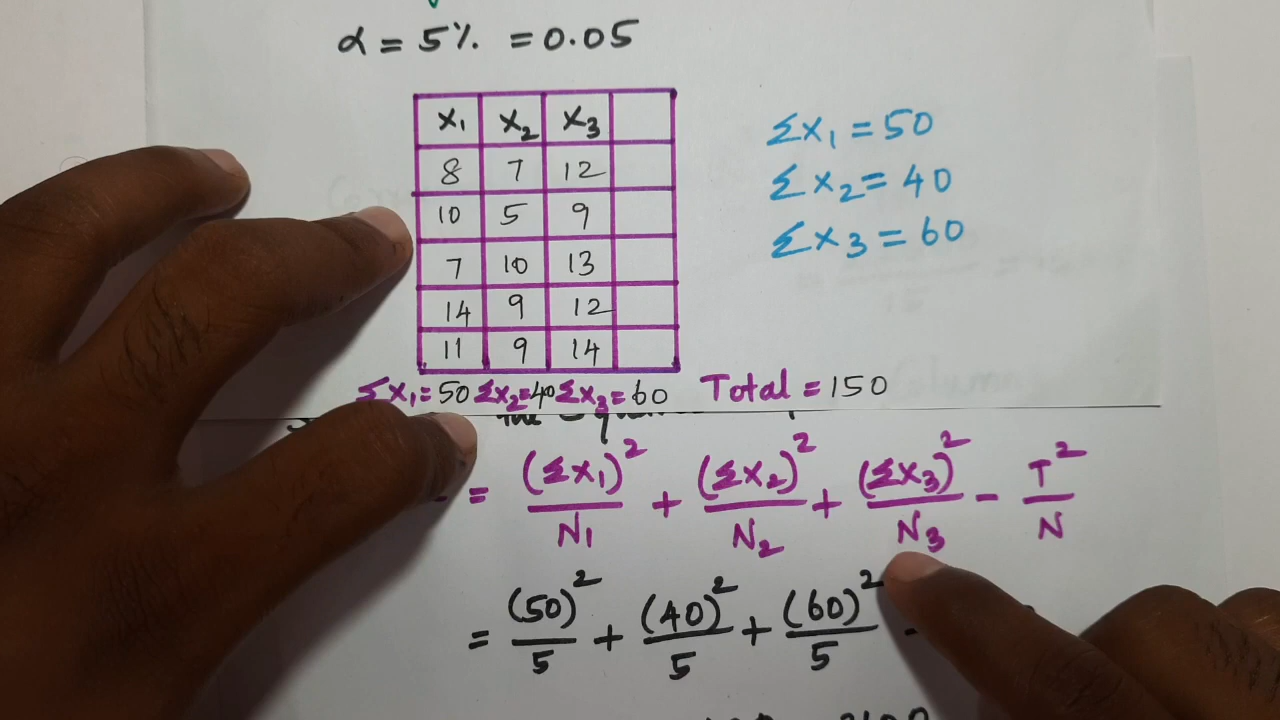 α = 5% = 0.05
x₁ x₂ x₃
8 7 12
10 5 9
7 10 13
14 9 12
11 9 14
Σx₁ = 50
Σx₂ = 40
Σx₃ = 60
Σx₁ = 50 Σx₂ = 40 Σx₃ = 60 Total = 150
= (Σx₁)²/N₁ + (Σx₂)²/N₂ + (Σx₃)²/N₃ - T²/N
= (50)²/5 + (40)²/5 + (60)²/5 -